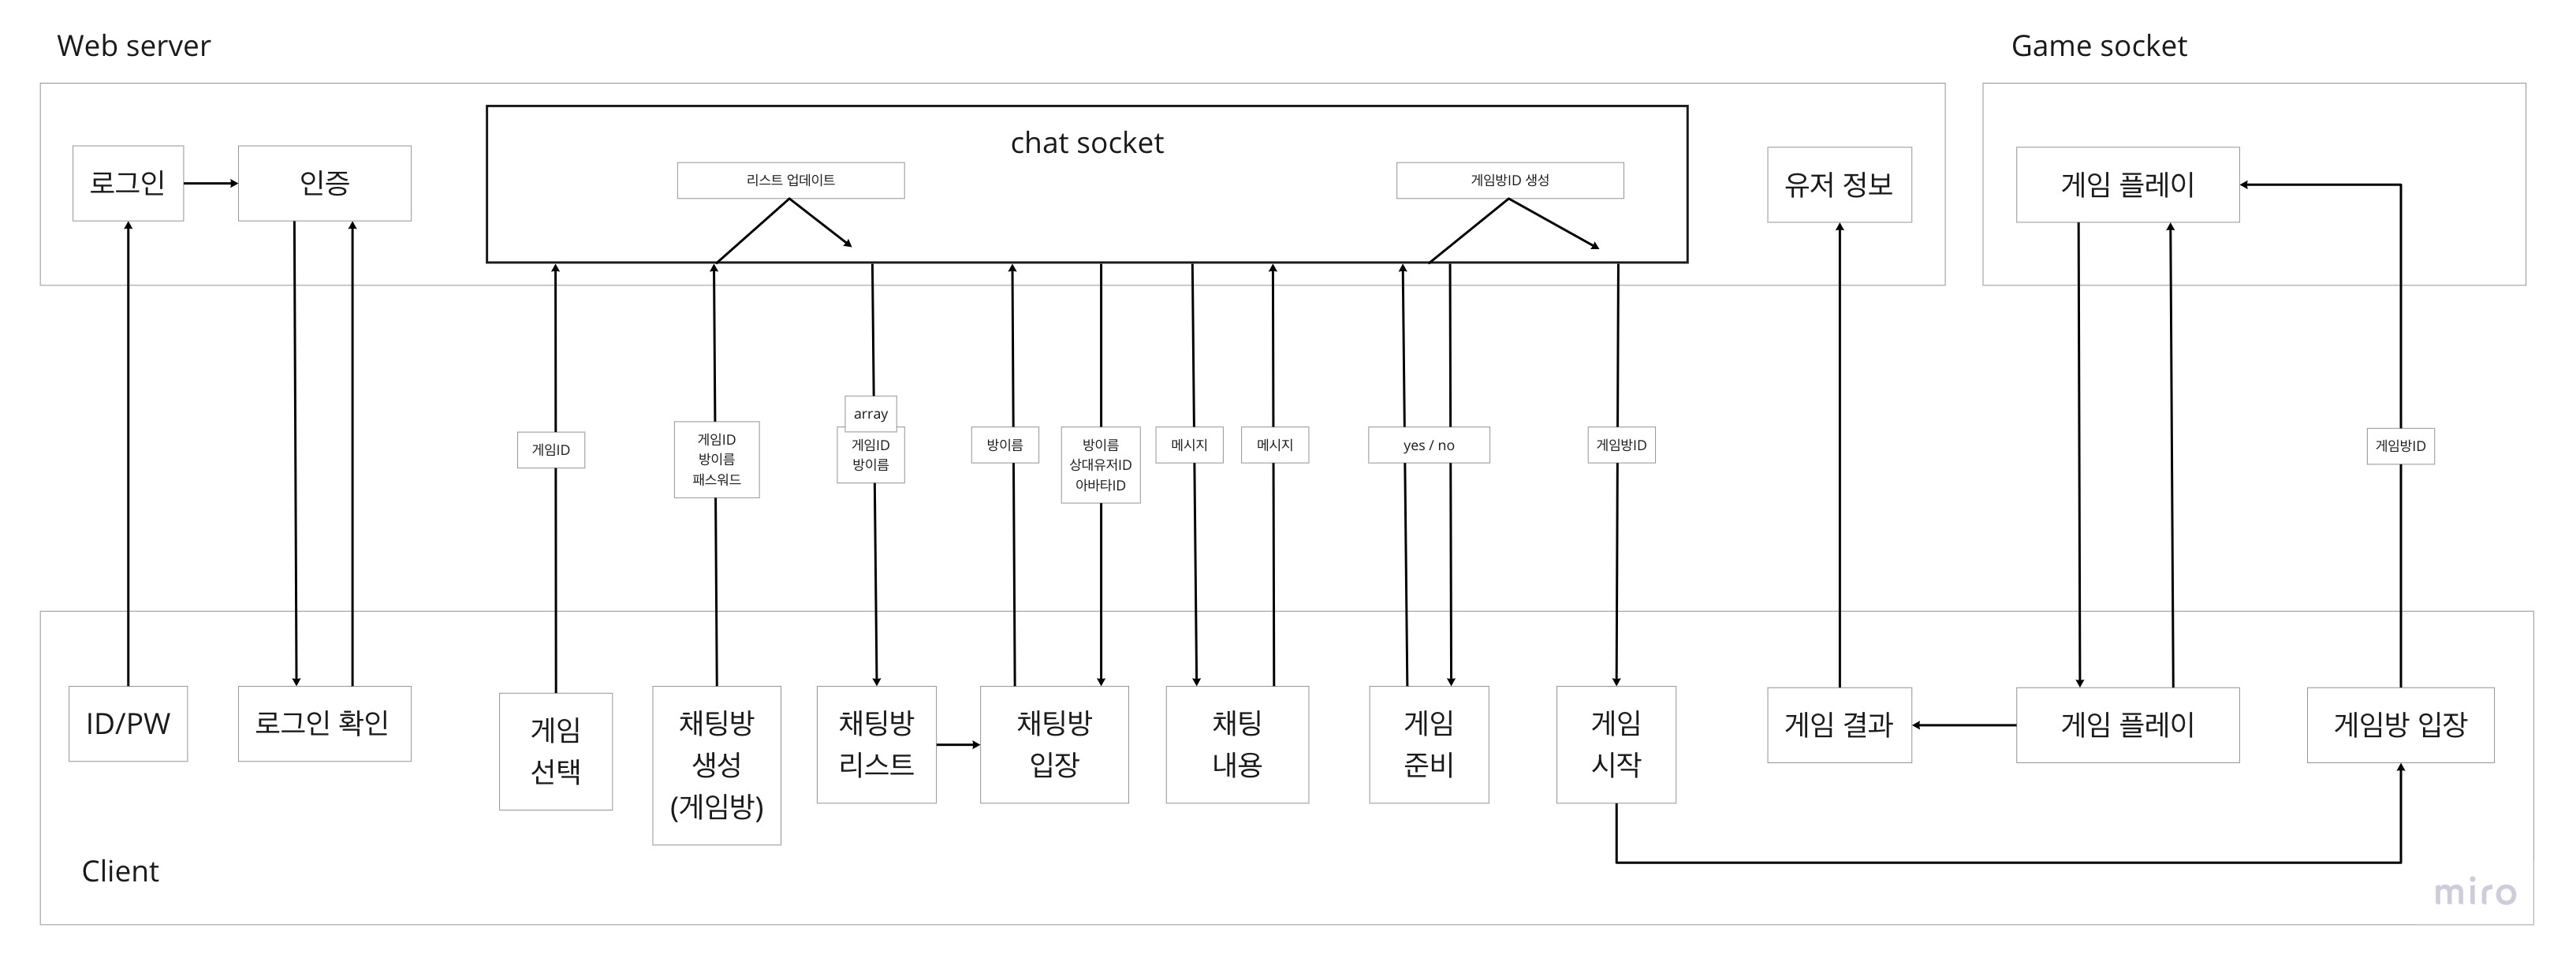 Web server
Game socket
chat socket
로그인
인증
리스트 업데이트
게임방ID 생성
유저 정보
게임 플레이
게임ID
게임ID
방이름
패스워드
array
게임ID
방이름
방이름
방이름
상대유저ID
아바타ID
메시지
메시지
yes / no
게임방ID
게임방ID
ID/PW
로그인 확인
게임
선택
채팅방
생성
(게임방)
채팅방
리스트
채팅방
입장
채팅
내용
게임
준비
게임
시작
게임 결과
게임 플레이
게임방 입장
Client
miro